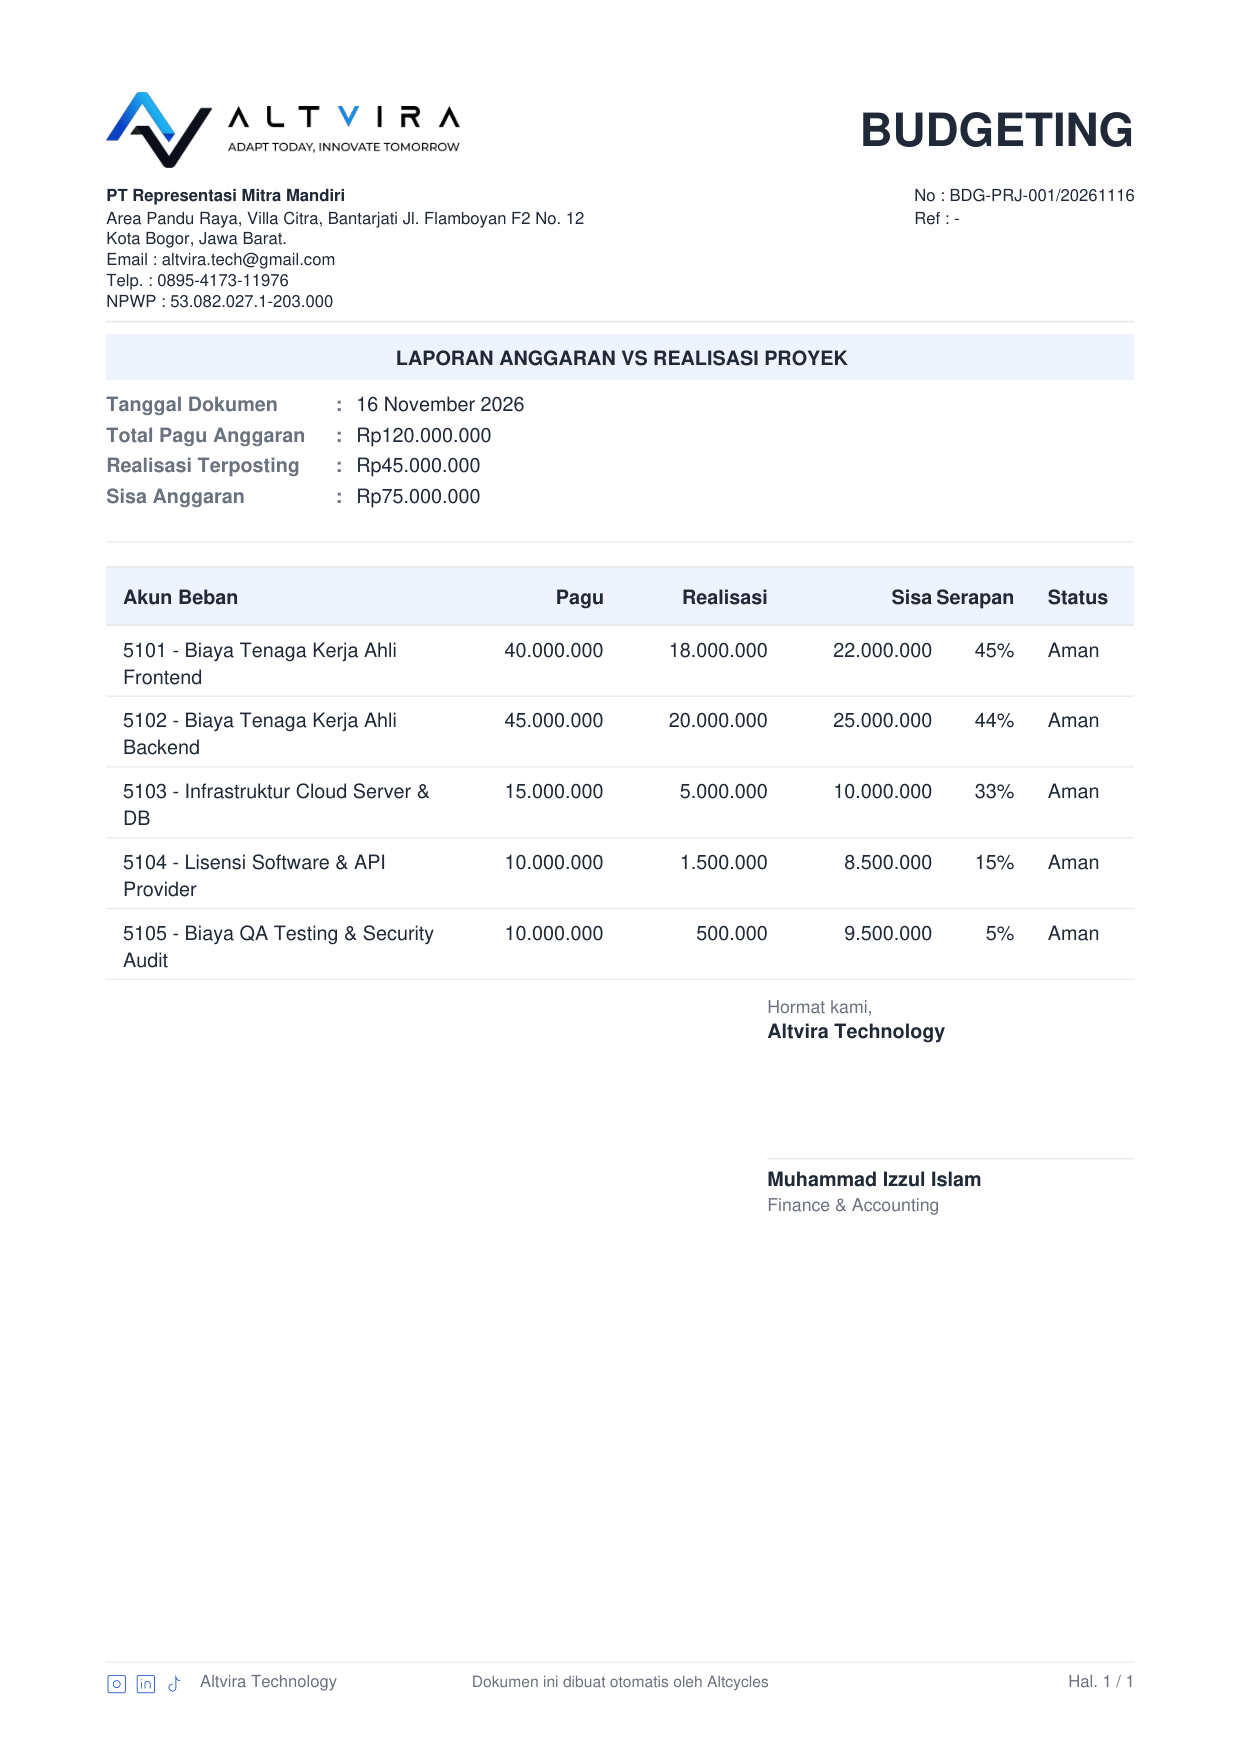 ALTVIRA
ADAPT TODAY, INNOVATE TOMORROW
BUDGETING
PT Representasi Mitra Mandiri
Area Pandu Raya, Villa Citra, Bantarjati Jl. Flamboyan F2 No. 12
Kota Bogor, Jawa Barat.
Email : altvira.tech@gmail.com
Telp. : 0895-4173-11976
NPWP : 53.082.027.1-203.000
No : BDG-PRJ-001/20261116
Ref : -
LAPORAN ANGGARAN VS REALISASI PROYEK
Tanggal Dokumen : 16 November 2026
Total Pagu Anggaran : Rp120.000.000
Realisasi Terposting : Rp45.000.000
Sisa Anggaran : Rp75.000.000
Akun Beban Pagu Realisasi Sisa Serapan Status
5101 - Biaya Tenaga Kerja Ahli 40.000.000 18.000.000 22.000.000 45% Aman
Frontend
5102 - Biaya Tenaga Kerja Ahli 45.000.000 20.000.000 25.000.000 44% Aman
Backend
5103 - Infrastruktur Cloud Server & 15.000.000 5.000.000 10.000.000 33% Aman
DB
5104 - Lisensi Software & API 10.000.000 1.500.000 8.500.000 15% Aman
Provider
5105 - Biaya QA Testing & Security 10.000.000 500.000 9.500.000 5% Aman
Audit
Hormat kami,
Altvira Technology
Muhammad Izzul Islam
Finance & Accounting
Altvira Technology Dokumen ini dibuat otomatis oleh Altcycles Hal. 1 / 1